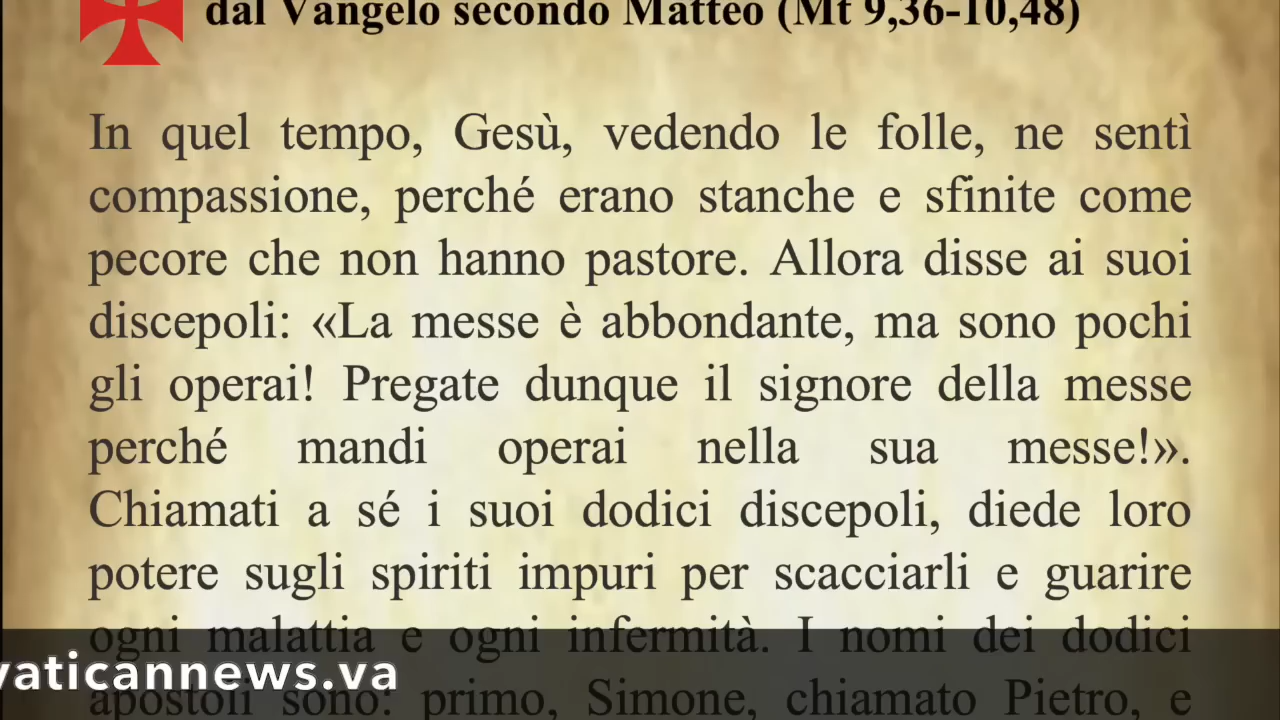 dal Vangelo secondo Matteo (Mt 9,36-10,48)
In quel tempo, Gesù, vedendo le folle, ne sentì
compassione, perché erano stanche e sfinite come
pecore che non hanno pastore. Allora disse ai suoi
discepoli: «La messe è abbondante, ma sono pochi
gli operai! Pregate dunque il signore della messe
perché mandi operai nella sua messe!».
Chiamati a sé i suoi dodici discepoli, diede loro
potere sugli spiriti impuri per scacciarli e guarire
ogni malattia e ogni infermità. I nomi dei dodici
vaticannews.va
apostoli sono: primo, Simone, chiamato Pietro, e